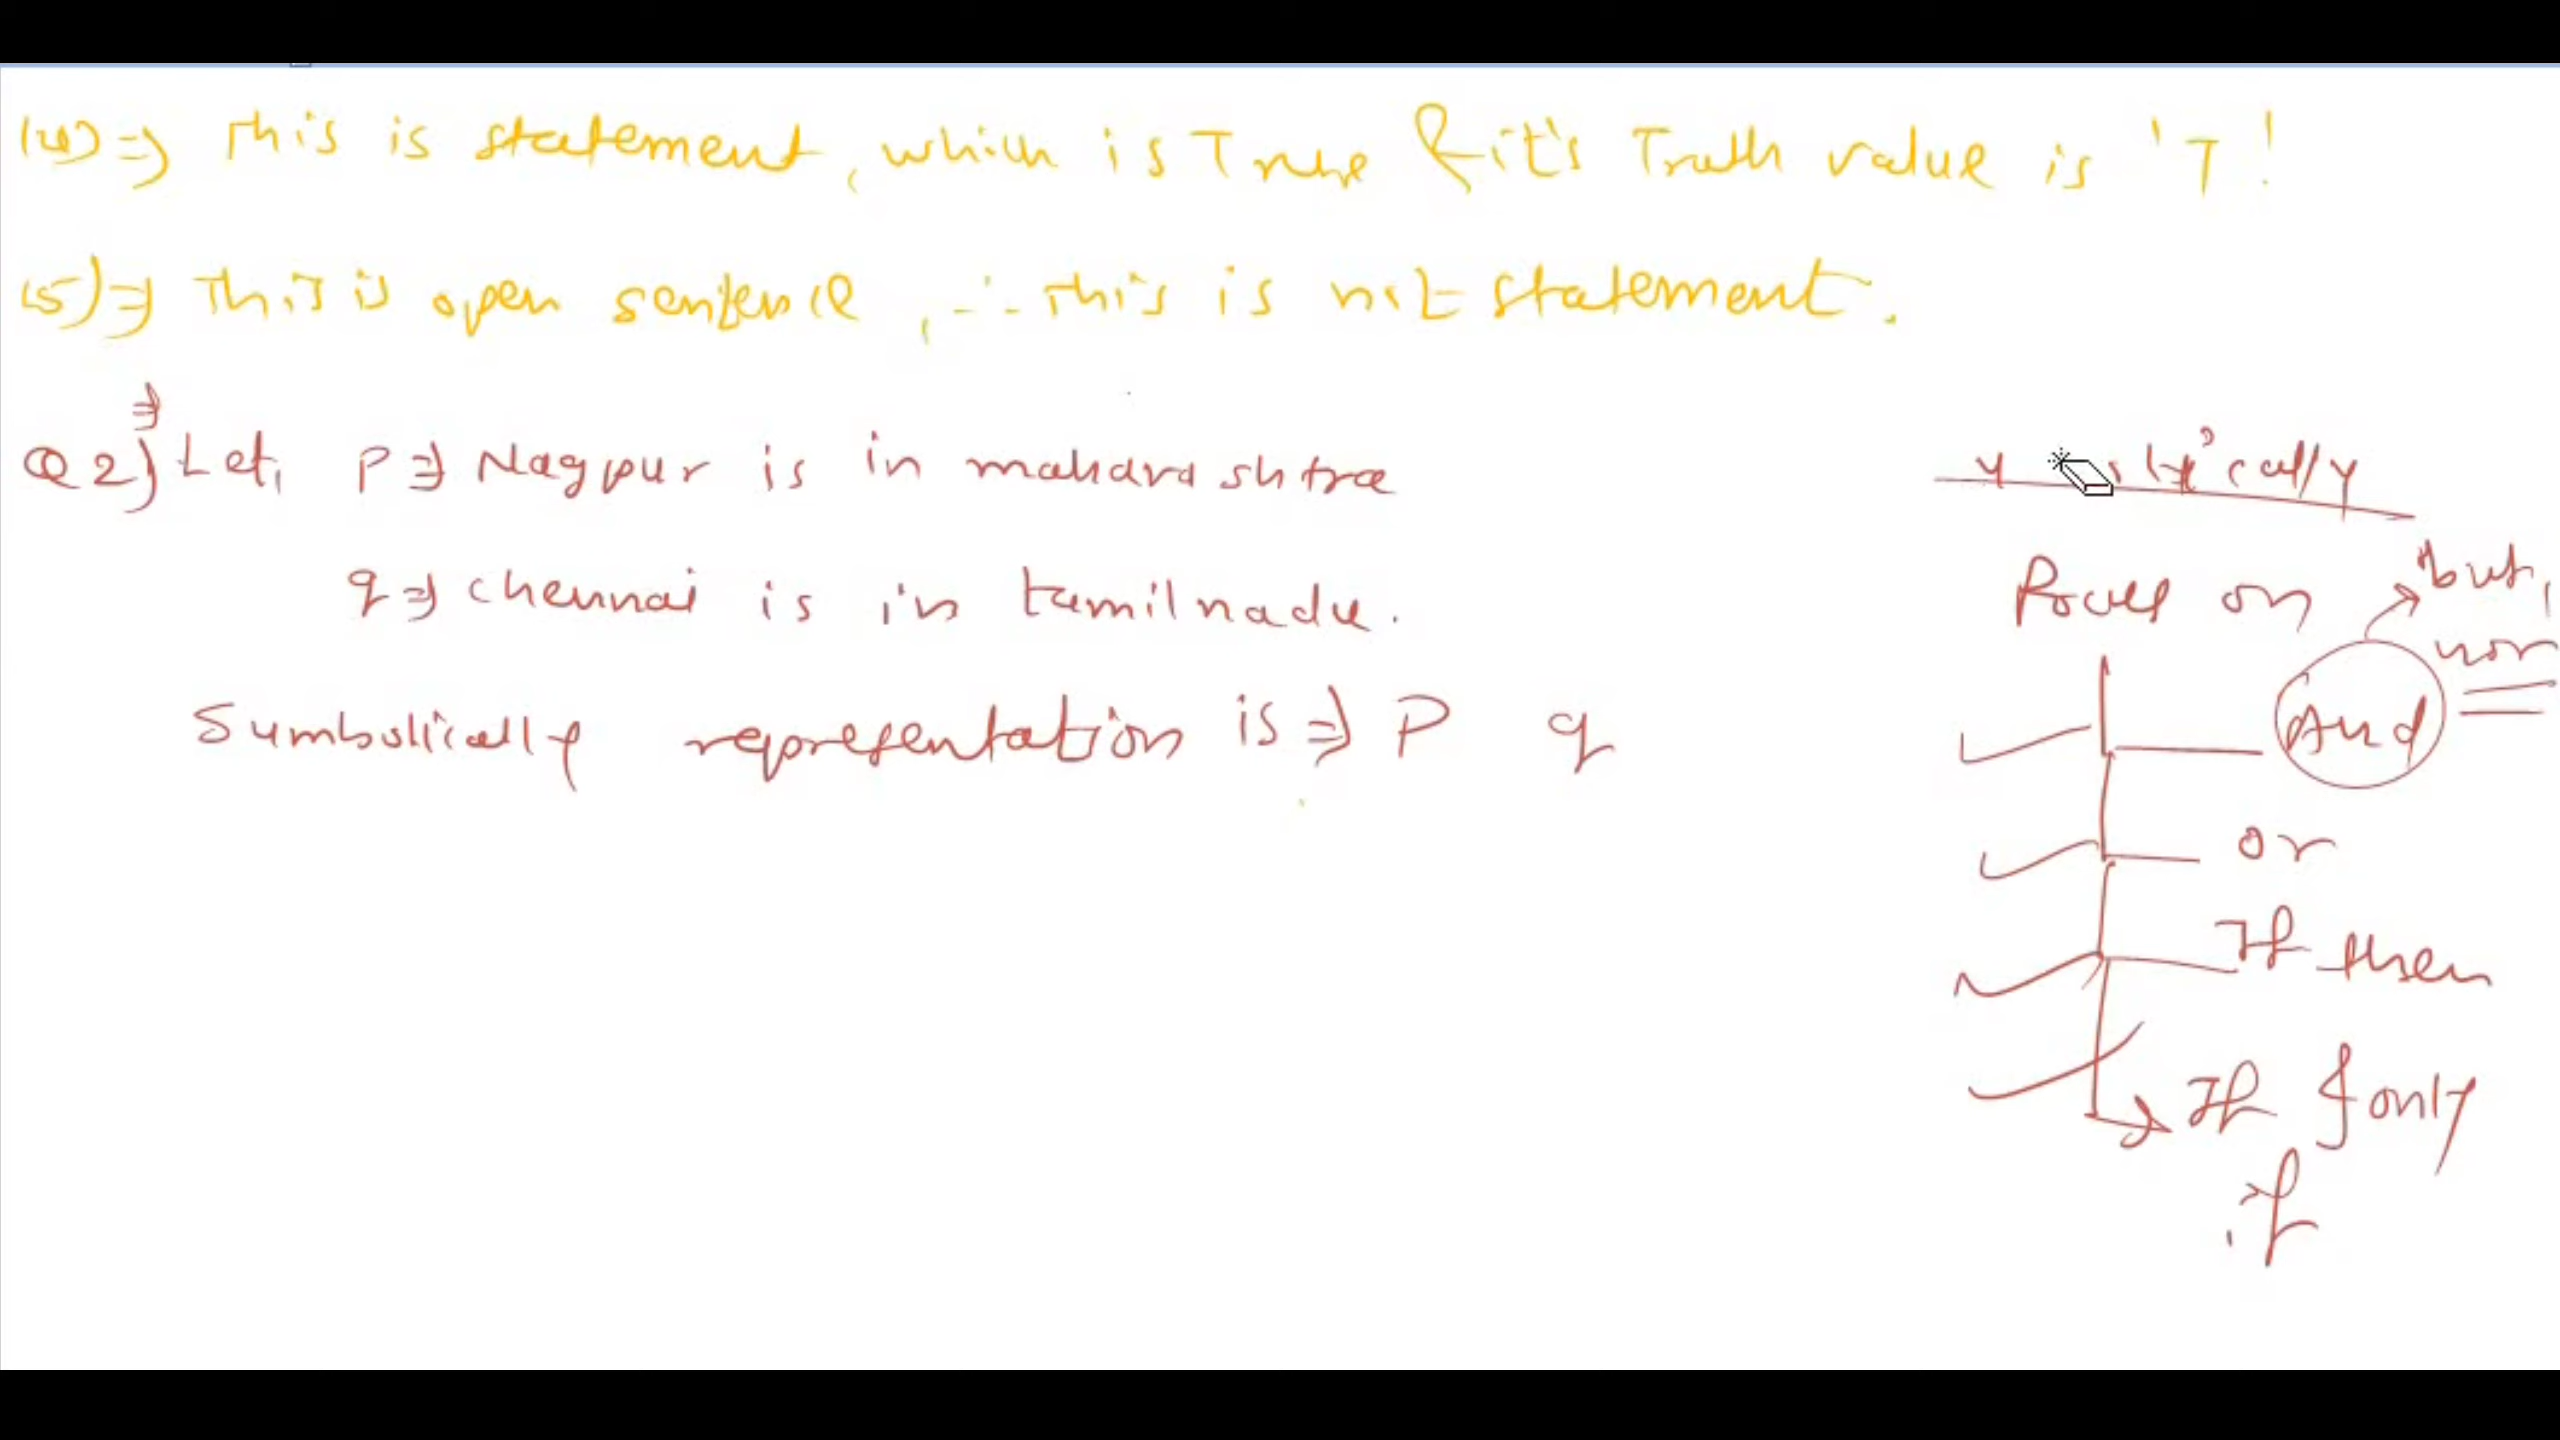 (4) ⇒ This is statement, which is True & it's Truth value is 'T'
(5) ⇒ This is open sentence, ∴ This is not statement.
Q2) ⇒ Let, P ⇒ Nagpur is in maharashtra
q ⇒ chennai is in tamilnadu.
Sumbolically representation is ⇒ P q
on
but,
nor
And
or
If then
If & only
if